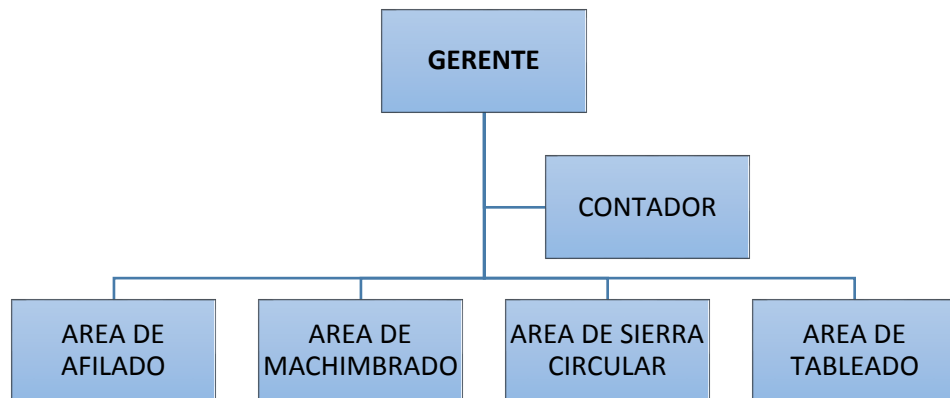 GERENTE
CONTADOR
AREA DE
AFILADO
AREA DE
MACHIMBRADO
AREA DE SIERRA
CIRCULAR
AREA DE
TABLEADO